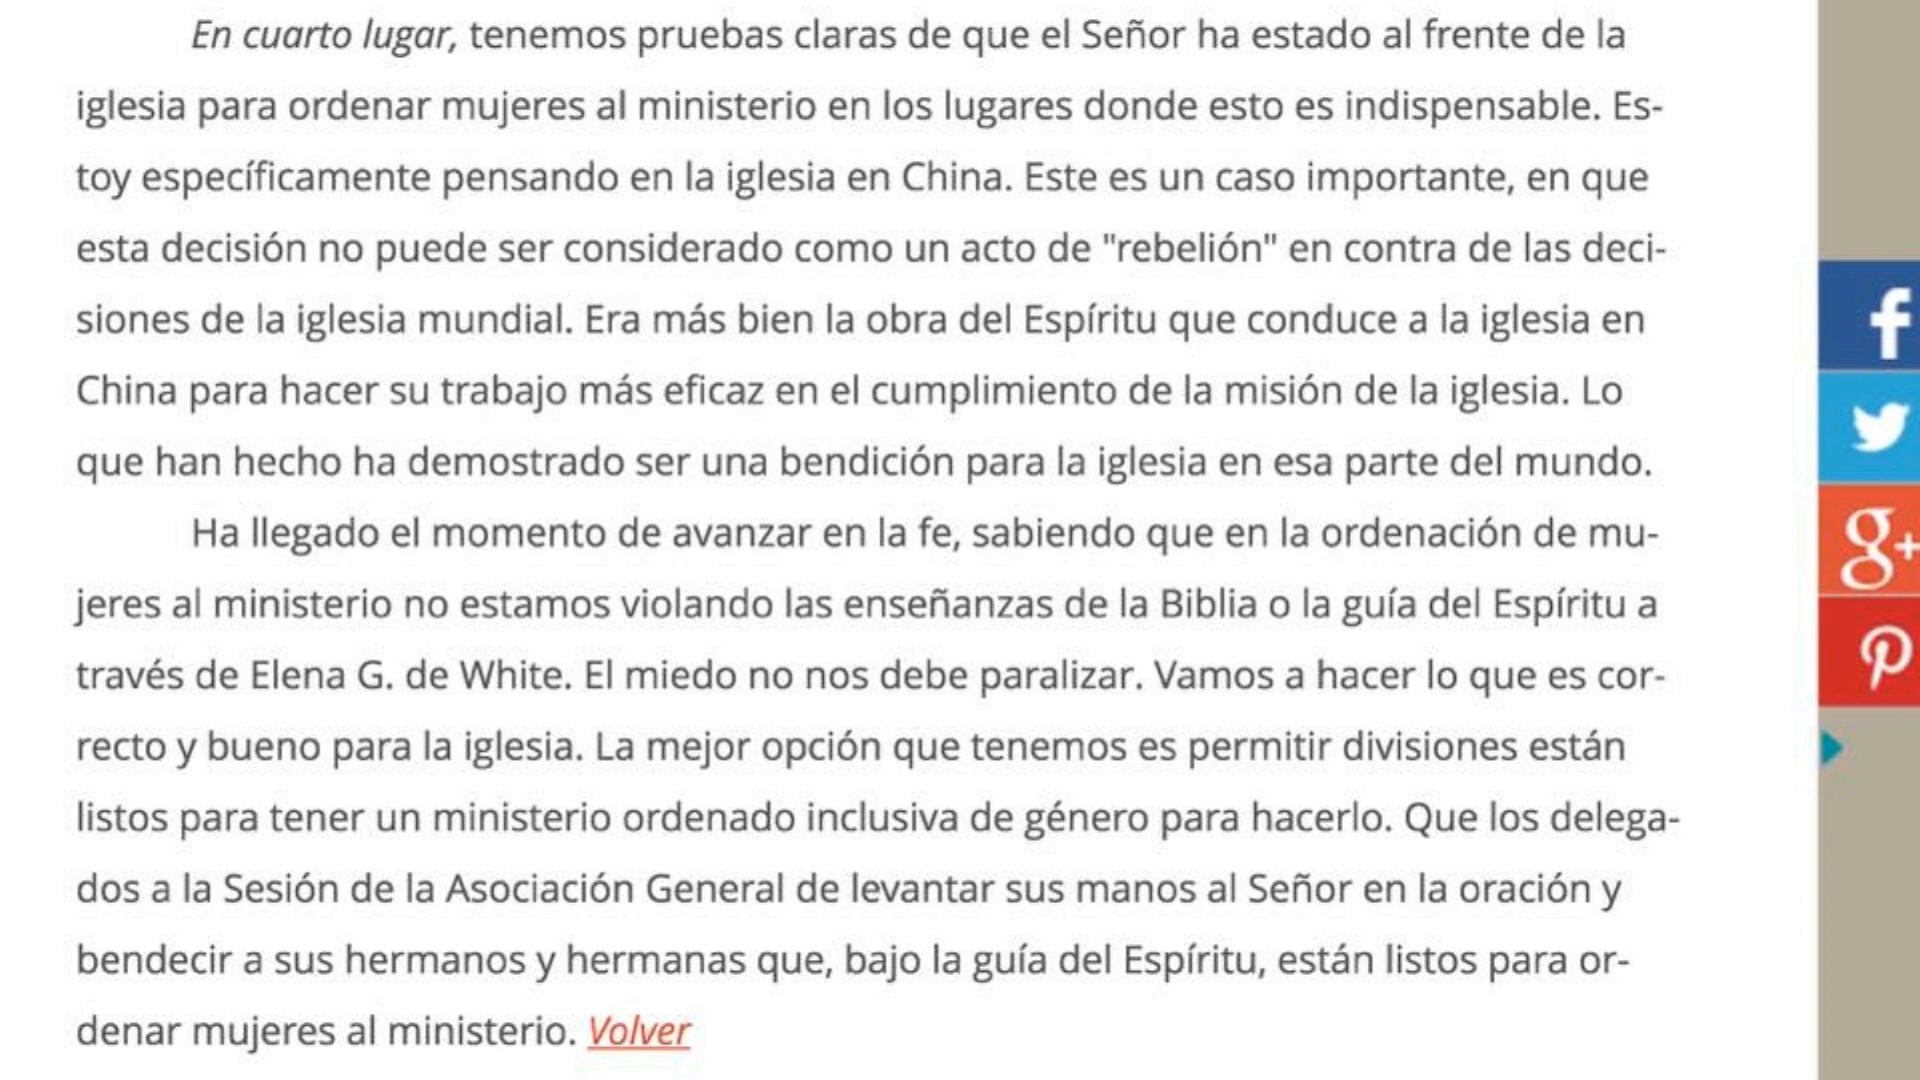 En cuarto lugar, tenemos pruebas claras de que el Señor ha estado al frente de la
iglesia para ordenar mujeres al ministerio en los lugares donde esto es indispensable. Es-
toy específicamente pensando en la iglesia en China. Este es un caso importante, en que
esta decisión no puede ser considerado como un acto de "rebelión" en contra de las deci-
siones de la iglesia mundial. Era más bien la obra del Espíritu que conduce a la iglesia en
China para hacer su trabajo más eficaz en el cumplimiento de la misión de la iglesia. Lo
que han hecho ha demostrado ser una bendición para la iglesia en esa parte del mundo.
Ha llegado el momento de avanzar en la fe, sabiendo que en la ordenación de mu-
jeres al ministerio no estamos violando las enseñanzas de la Biblia o la guía del Espíritu a
través de Elena G. de White. El miedo no nos debe paralizar. Vamos a hacer lo que es cor-
recto y bueno para la iglesia. La mejor opción que tenemos es permitir divisiones están
listos para tener un ministerio ordenado inclusiva de género para hacerlo. Que los delega-
dos a la Sesión de la Asociación General de levantar sus manos al Señor en la oración y
bendecir a sus hermanos y hermanas que, bajo la guía del Espíritu, están listos para or-
denar mujeres al ministerio. Volver
f
g+